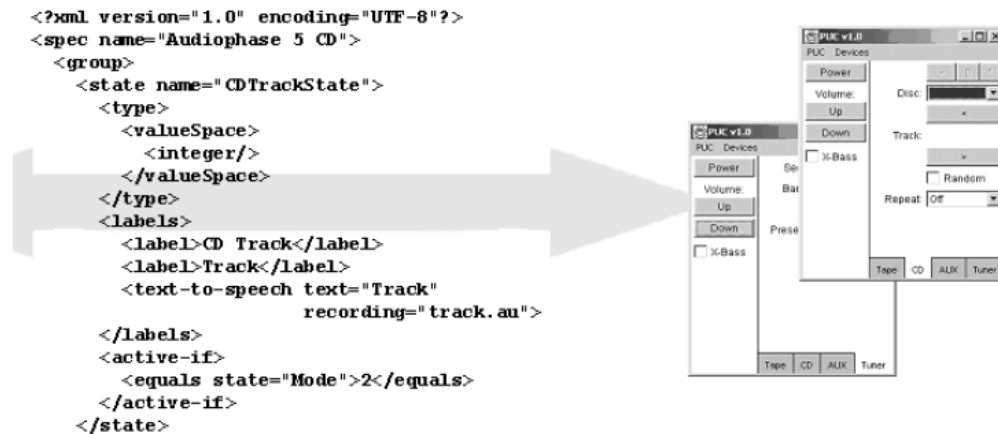 <?xml version="1.0" encoding="UTF-8"?>
<spec name="Audiophase 5 CD">
<group>
<state name="CDTrackState">
<type>
<valueSpace>
<integer/>
</valueSpace>
</type>
<labels>
<label>CD Track</label>
<label>Track</label>
<text-to-speech text="Track"
recording="track.au">
</labels>
<active-if>
<equals state="Mode">2</equals>
</active-if>
</state>
PUC v1.0
PUC Devices
Power
Volume:
Up
Down
X-Bass
Se
Ba
Prese
Tape CD AUX Tuner
PUC v1.0
PUC Devices
Power
Volume:
Up
Down
X-Bass
Disc:
<
Track:
>
Random
Repeat: Off
Tape CD AUX Tuner